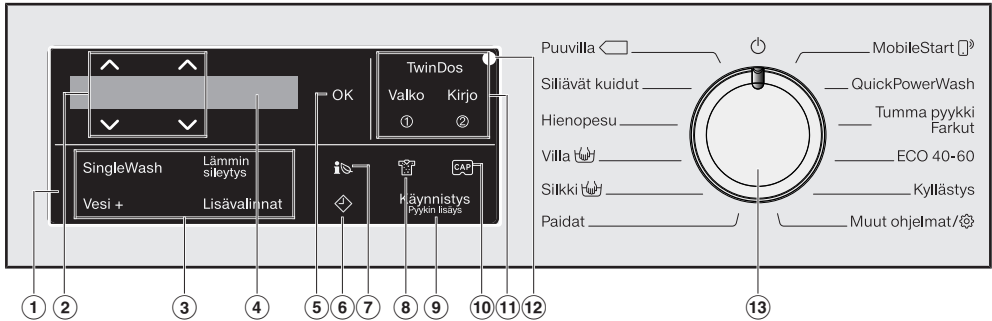 TwinDos
OK
Valko Kirjo
① ②
SingleWash
Lämmin
sileytys
CAP
Vesi +
Lisävalinnat
Käynnistys
Pyykin lisäys
Puuvilla
Siliävät kuidut
Hienopesu
Villa
Silkki
Paidat
MobileStart
QuickPowerWash
Tumma pyykki
Farkut
ECO 40-60
Kyllästys
Muut ohjelmat/
① ② ③ ④ ⑤ ⑥ ⑦ ⑧ ⑨ ⑩ ⑪ ⑫ ⑬